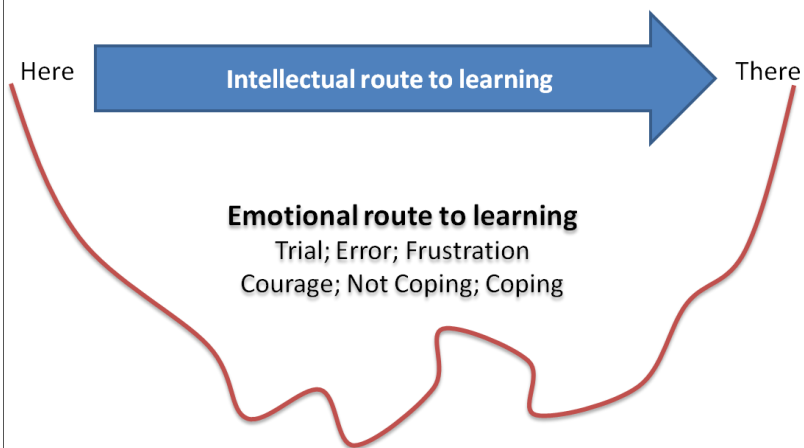 Here
Intellectual route to learning
There
Emotional route to learning
Trial; Error; Frustration
Courage; Not Coping; Coping